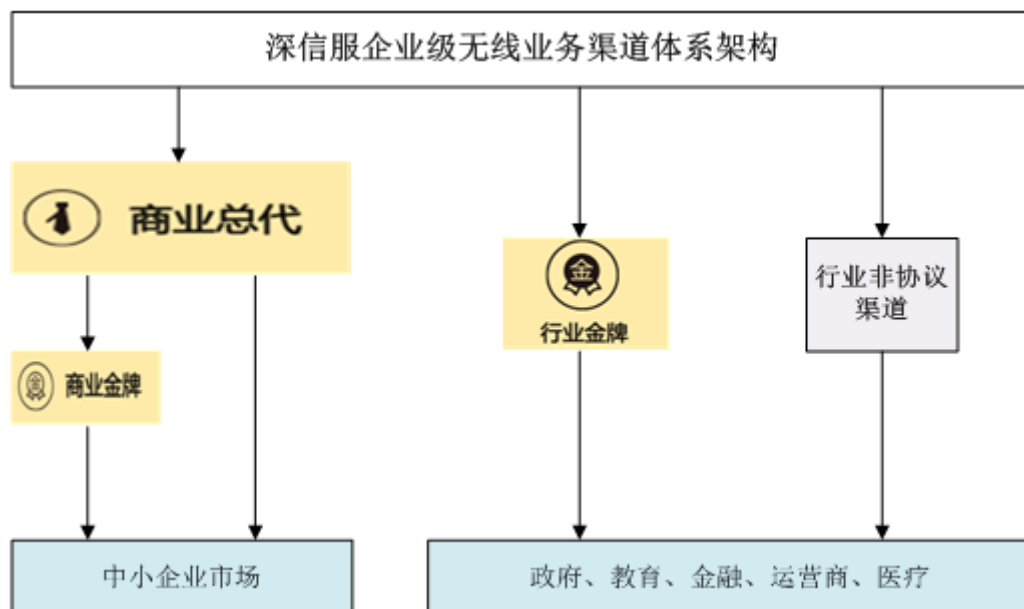 深信服企业级无线业务渠道体系架构
商业总代
金
行业金牌
行业非协议
渠道
金
商业金牌
中小企业市场
政府、教育、金融、运营商、医疗